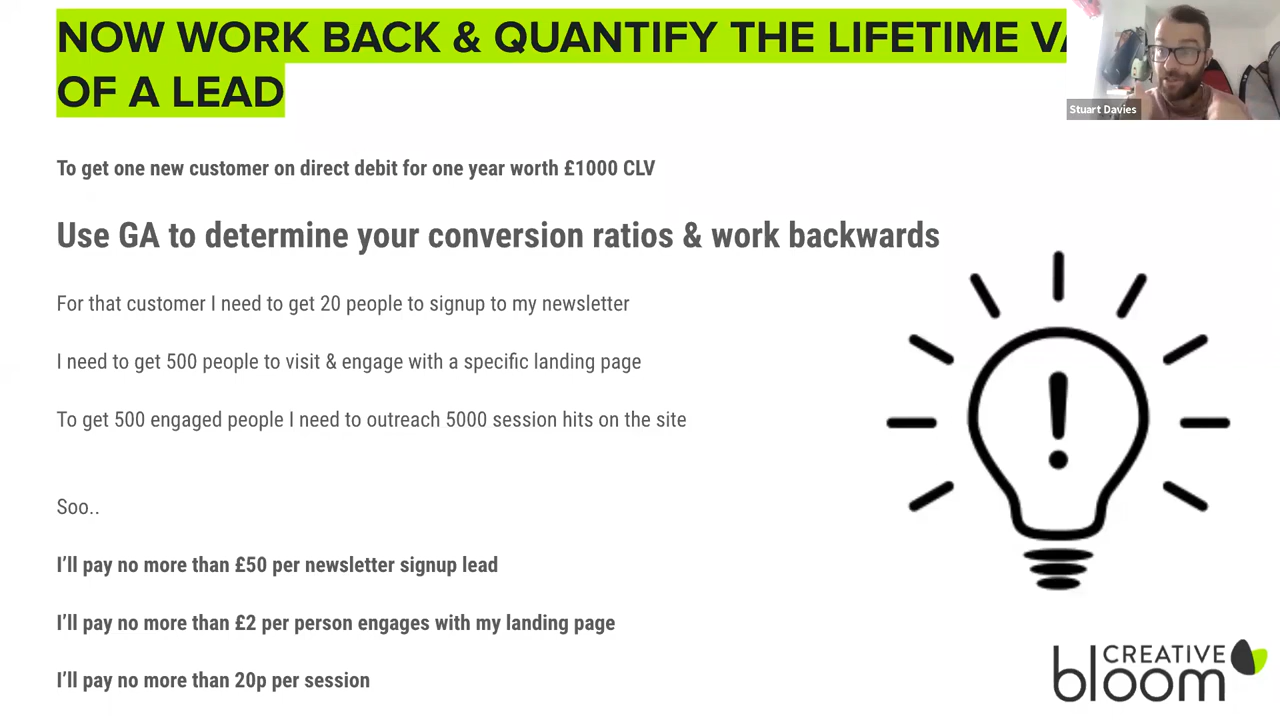 NOW WORK BACK & QUANTIFY THE LIFETIME
OF A LEAD
Stuart Davies
To get one new customer on direct debit for one year worth £1000 CLV
Use GA to determine your conversion ratios & work backwards
For that customer I need to get 20 people to signup to my newsletter
I need to get 500 people to visit & engage with a specific landing page
To get 500 engaged people I need to outreach 5000 session hits on the site
Soo..
I’ll pay no more than £50 per newsletter signup lead
I’ll pay no more than £2 per person engages with my landing page
I’ll pay no more than 20p per session
!
CREATIVE
bloom